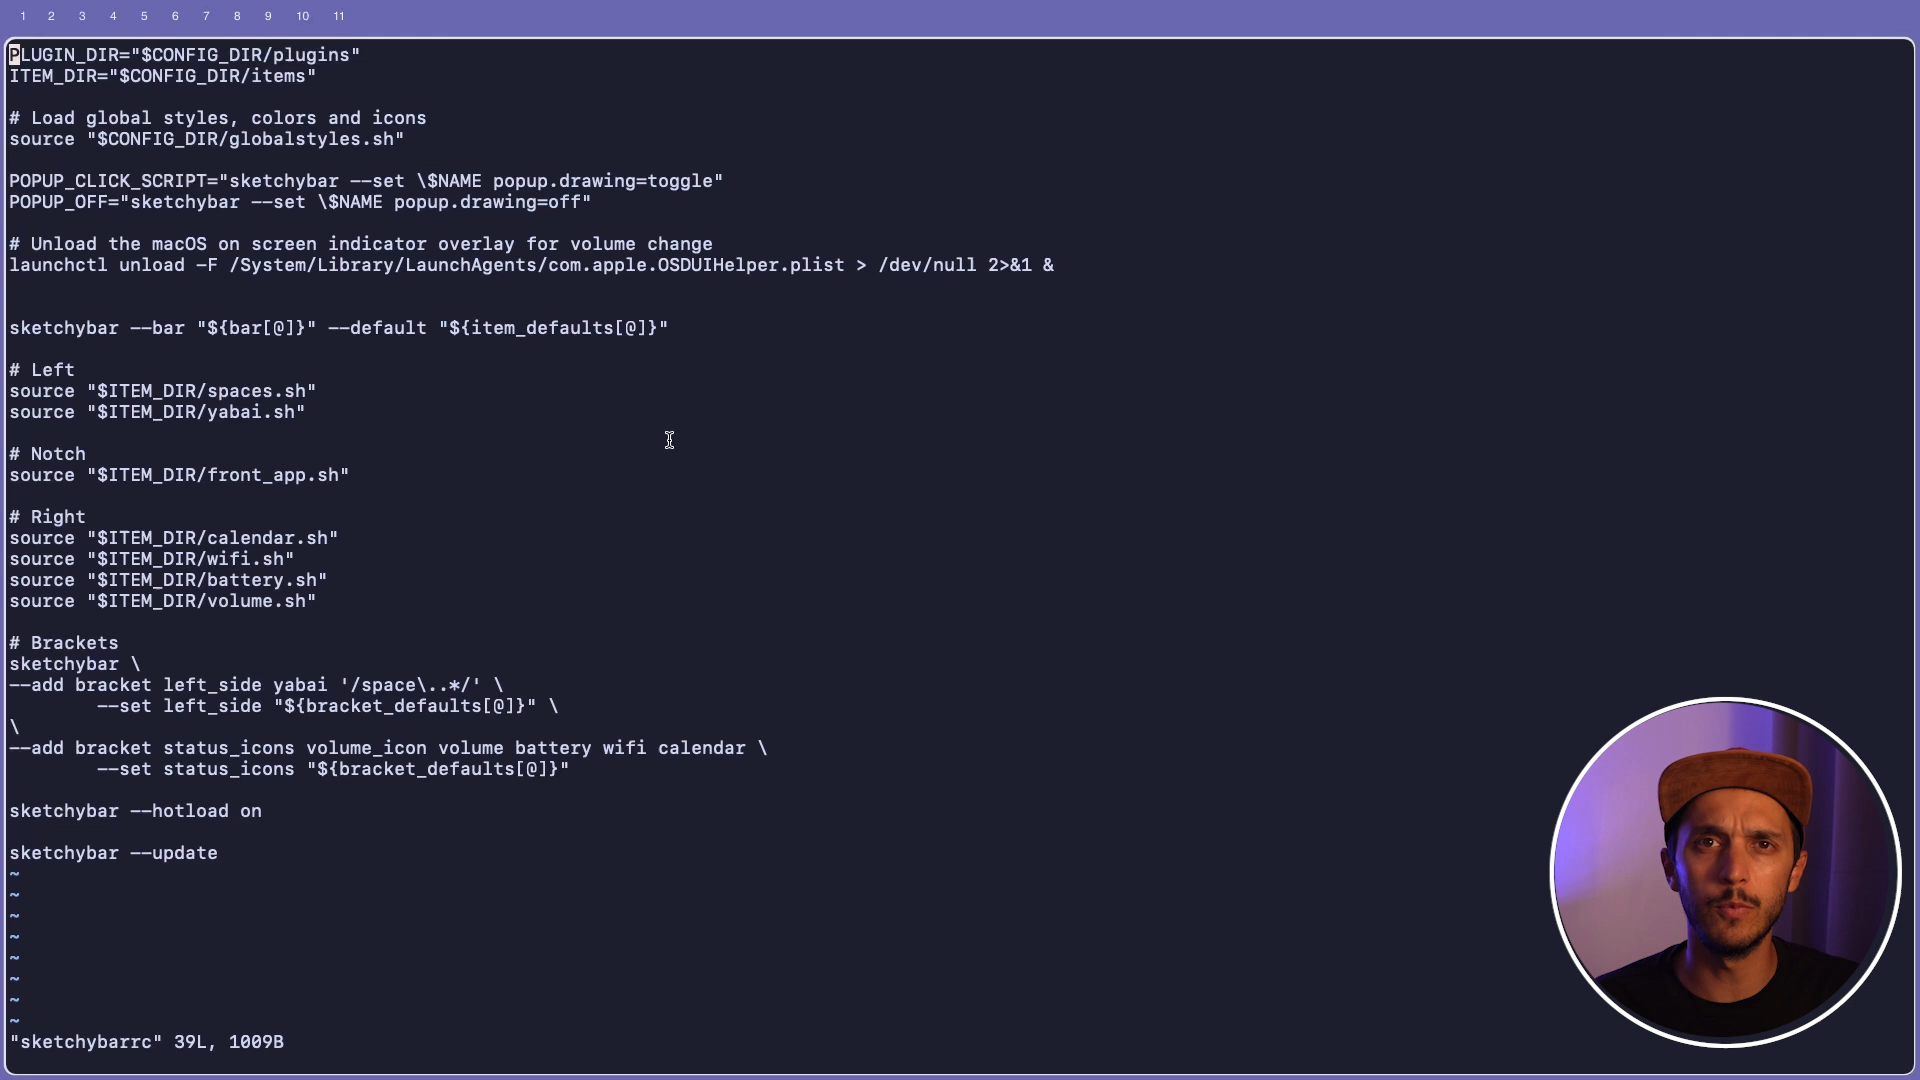 1 2 3 4 5 6 7 8 9 10 11
PLUGIN_DIR="$CONFIG_DIR/plugins"
ITEM_DIR="$CONFIG_DIR/items"
# Load global styles, colors and icons
source "$CONFIG_DIR/globalstyles.sh"
POPUP_CLICK_SCRIPT="sketchybar --set \$NAME popup.drawing=toggle"
POPUP_OFF="sketchybar --set \$NAME popup.drawing=off"
# Unload the macOS on screen indicator overlay for volume change
launchctl unload -F /System/Library/LaunchAgents/com.apple.OSDUIHelper.plist > /dev/null 2>&1 &
sketchybar --bar "${bar[@]}" --default "${item_defaults[@]}"
# Left
source "$ITEM_DIR/spaces.sh"
source "$ITEM_DIR/yabai.sh"
# Notch
source "$ITEM_DIR/front_app.sh"
# Right
source "$ITEM_DIR/calendar.sh"
source "$ITEM_DIR/wifi.sh"
source "$ITEM_DIR/battery.sh"
source "$ITEM_DIR/volume.sh"
# Brackets
sketchybar \
--add bracket left_side yabai '/space\..*/' \
        --set left_side "${bracket_defaults[@]}" \
\
--add bracket status_icons volume_icon volume battery wifi calendar \
        --set status_icons "${bracket_defaults[@]}"
sketchybar --hotload on
sketchybar --update
~
~
~
~
~
~
~
~
"sketchybarrc" 39L, 1009B